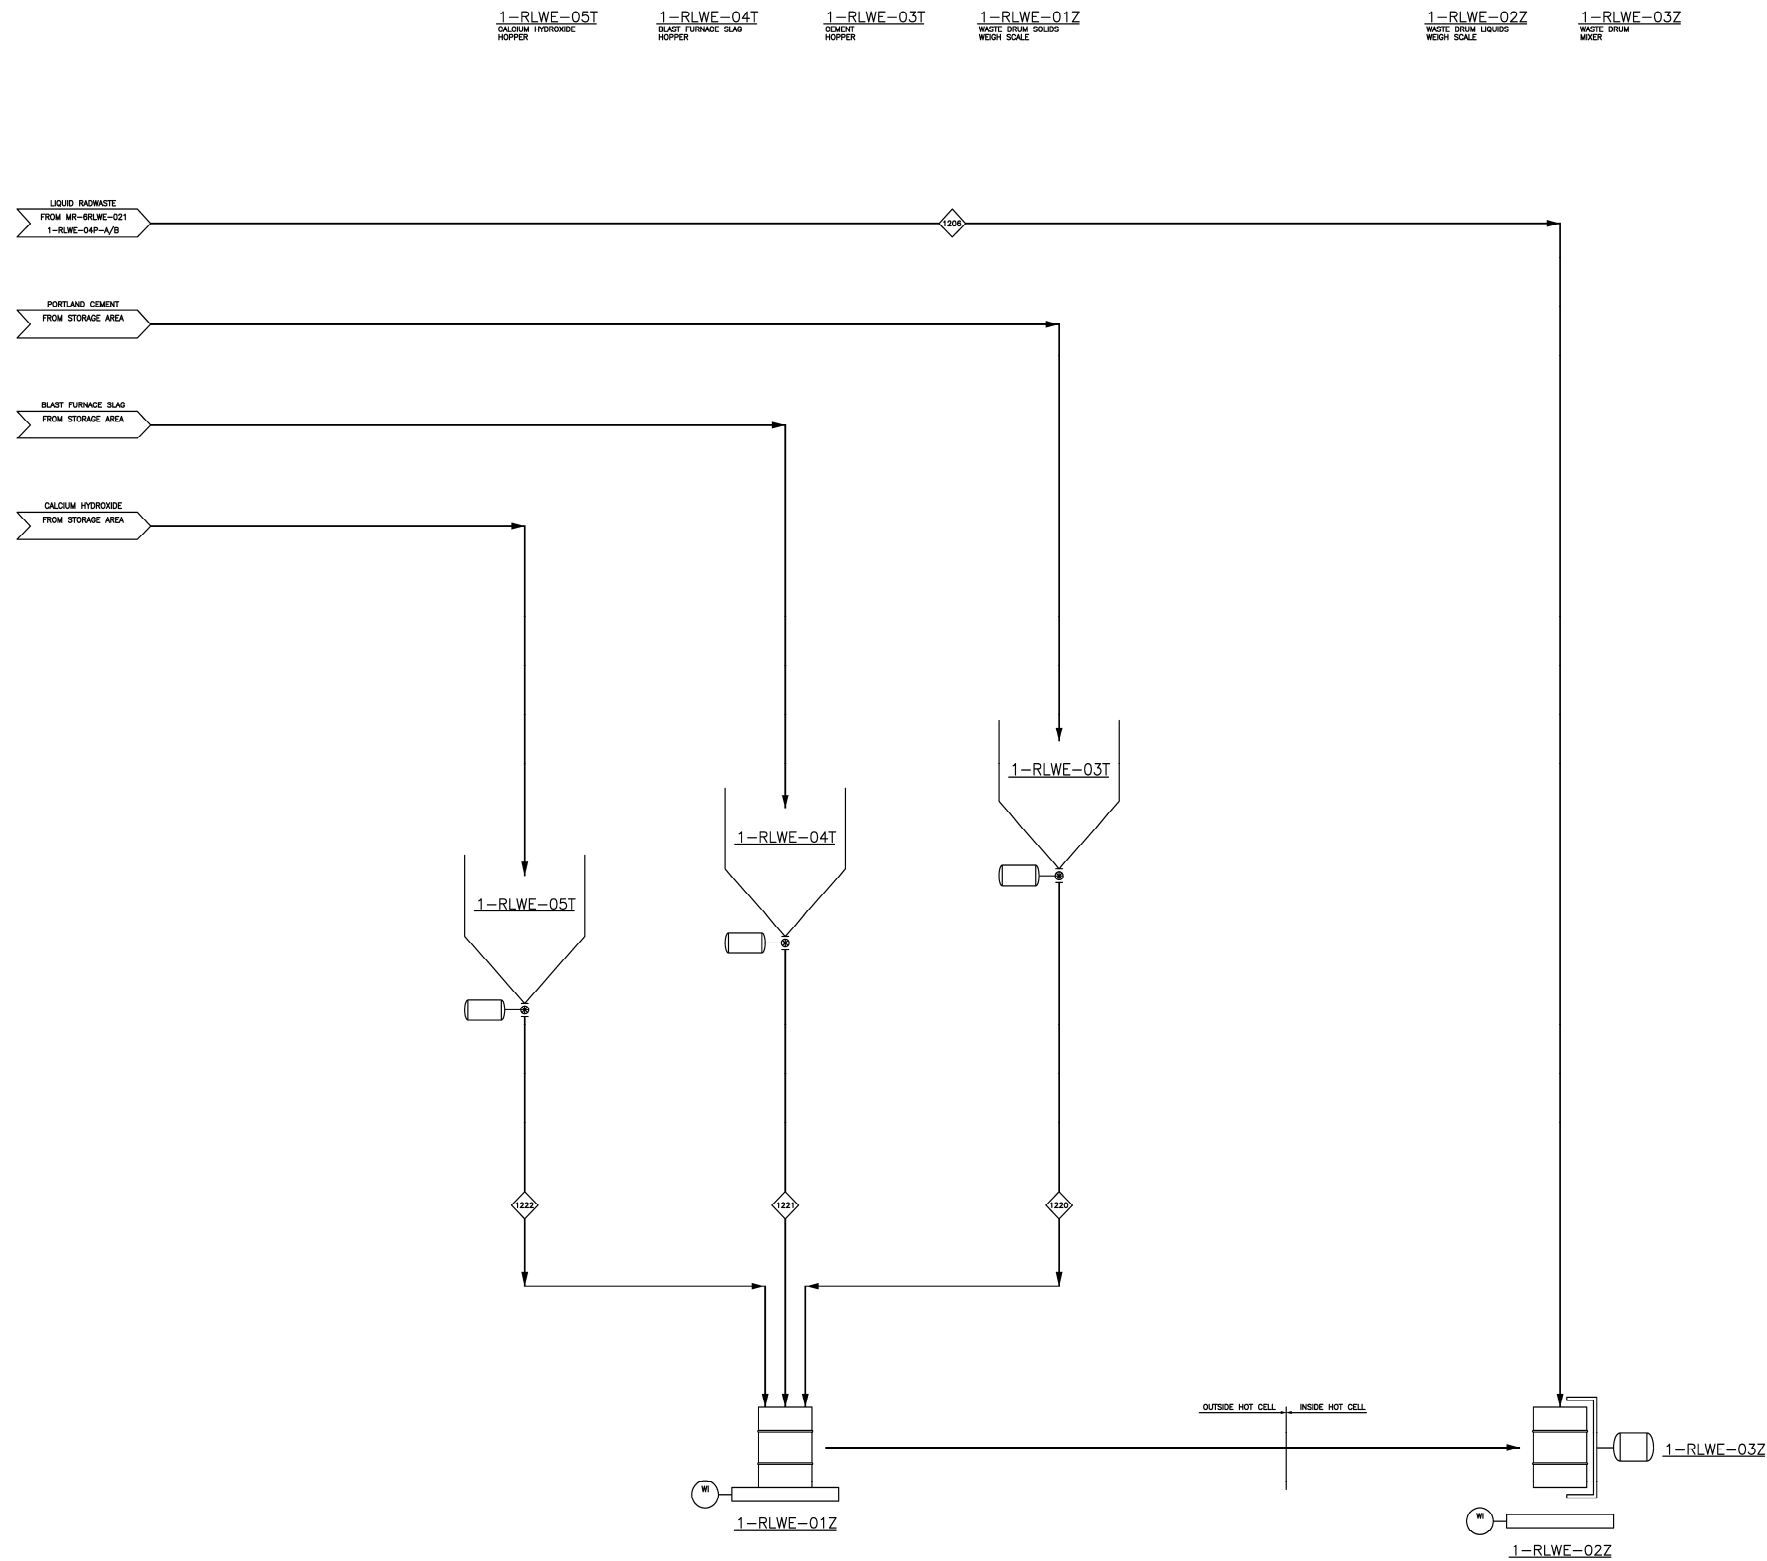 1-RLWE-05T
CALCIUM HYDROXIDE
HOPPER
1-RLWE-04T
BLAST FURNACE SLAG
HOPPER
1-RLWE-03T
CEMENT
HOPPER
1-RLWE-01Z
WASTE DRUM SOLIDS
WEIGH SCALE
1-RLWE-02Z
WASTE DRUM LIQUIDS
WEIGH SCALE
1-RLWE-03Z
WASTE DRUM
MIXER
LIQUID RADWASTE
FROM MR-6RLWE-021
1-RLWE-04P-A/B
1206
PORTLAND CEMENT
FROM STORAGE AREA
BLAST FURNACE SLAG
FROM STORAGE AREA
CALCIUM HYDROXIDE
FROM STORAGE AREA
1-RLWE-03T
1-RLWE-04T
1-RLWE-05T
1222
1221
1220
OUTSIDE HOT CELL
INSIDE HOT CELL
1-RLWE-03Z
WI
1-RLWE-01Z
WI
1-RLWE-02Z